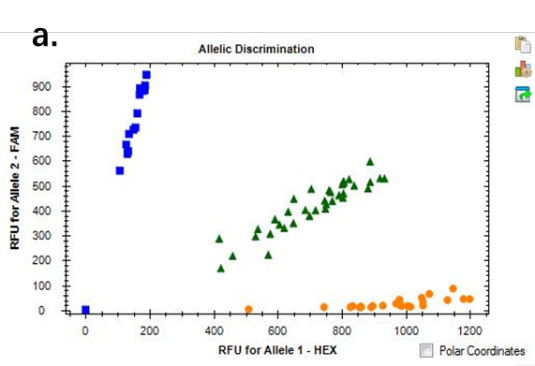 a.
Allelic Discrimination
900
800
700
600
500
400
300
200
100
0
RFU for Allele 2 - FAM
0 200 400 600 800 1000 1200
RFU for Allele 1 - HEX
Polar Coordinates